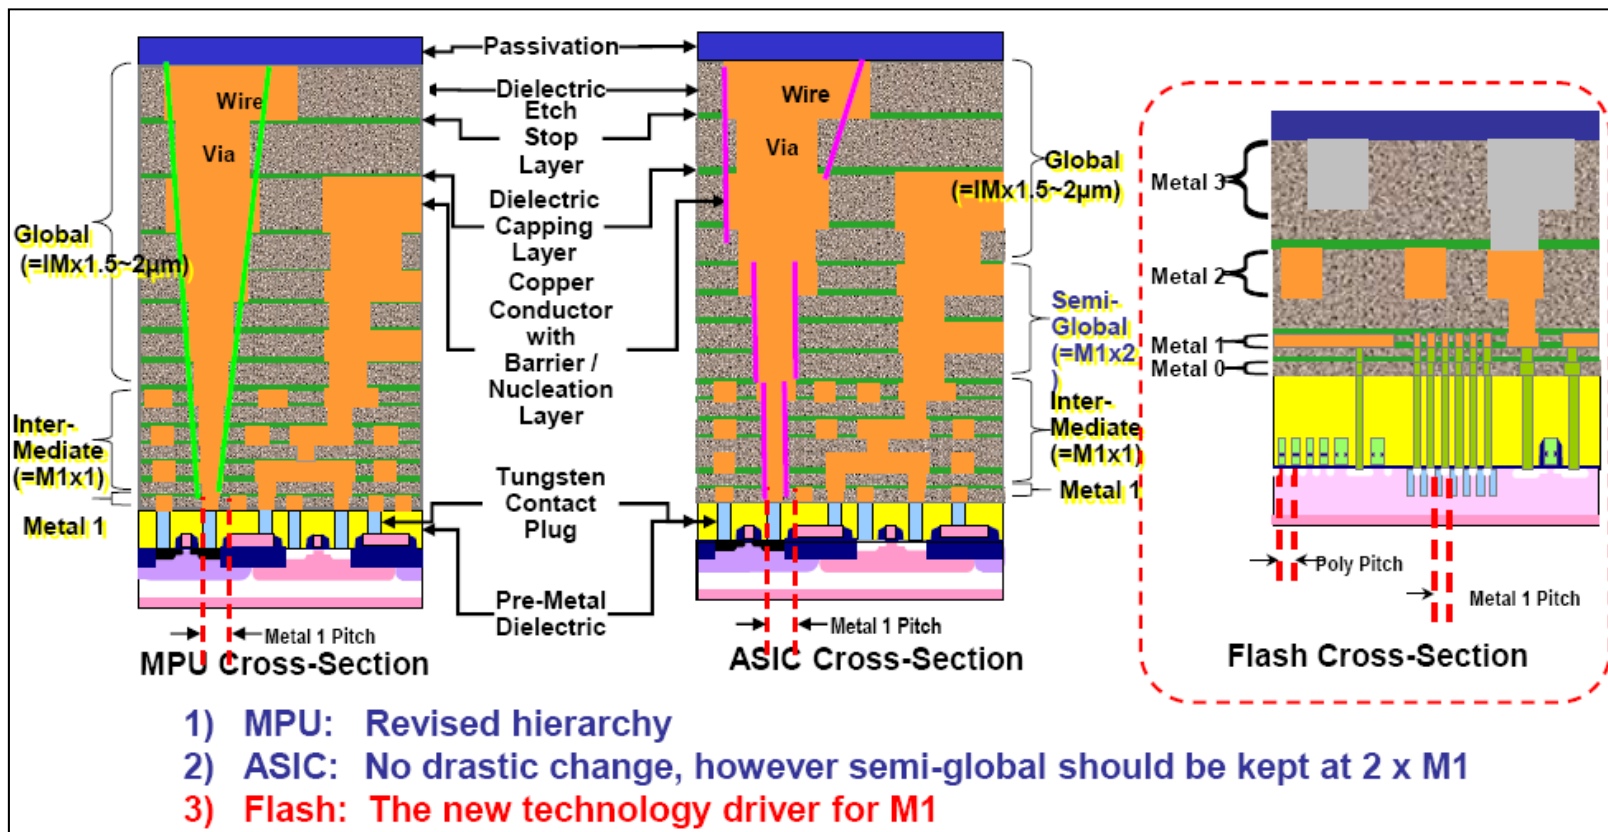 Passivation
Dielectric
Etch
Stop
Layer
Dielectric
Capping
Layer
Copper
Conductor
with
Barrier /
Nucleation
Layer
Tungsten
Contact
Plug
Pre-Metal
Dielectric
Wire
Via
Global
(=IMx1.5~2µm)
Inter-
Mediate
(=M1x1)
Metal 1
Metal 1 Pitch
MPU Cross-Section
Wire
Via
Global
(=IMx1.5~2µm)
Semi-
Global
(=M1x2
)
Inter-
Mediate
(=M1x1)
Metal 1
Metal 1 Pitch
ASIC Cross-Section
Metal 3
Metal 2
Metal 1
Metal 0
Poly Pitch
Metal 1 Pitch
Flash Cross-Section
1) MPU: Revised hierarchy
2) ASIC: No drastic change, however semi-global should be kept at 2 x M1
3) Flash: The new technology driver for M1